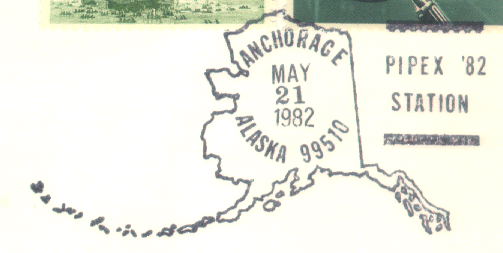 ANCHORAGE
MAY
21
1982
ALASKA 99510
PIPEX '82
STATION